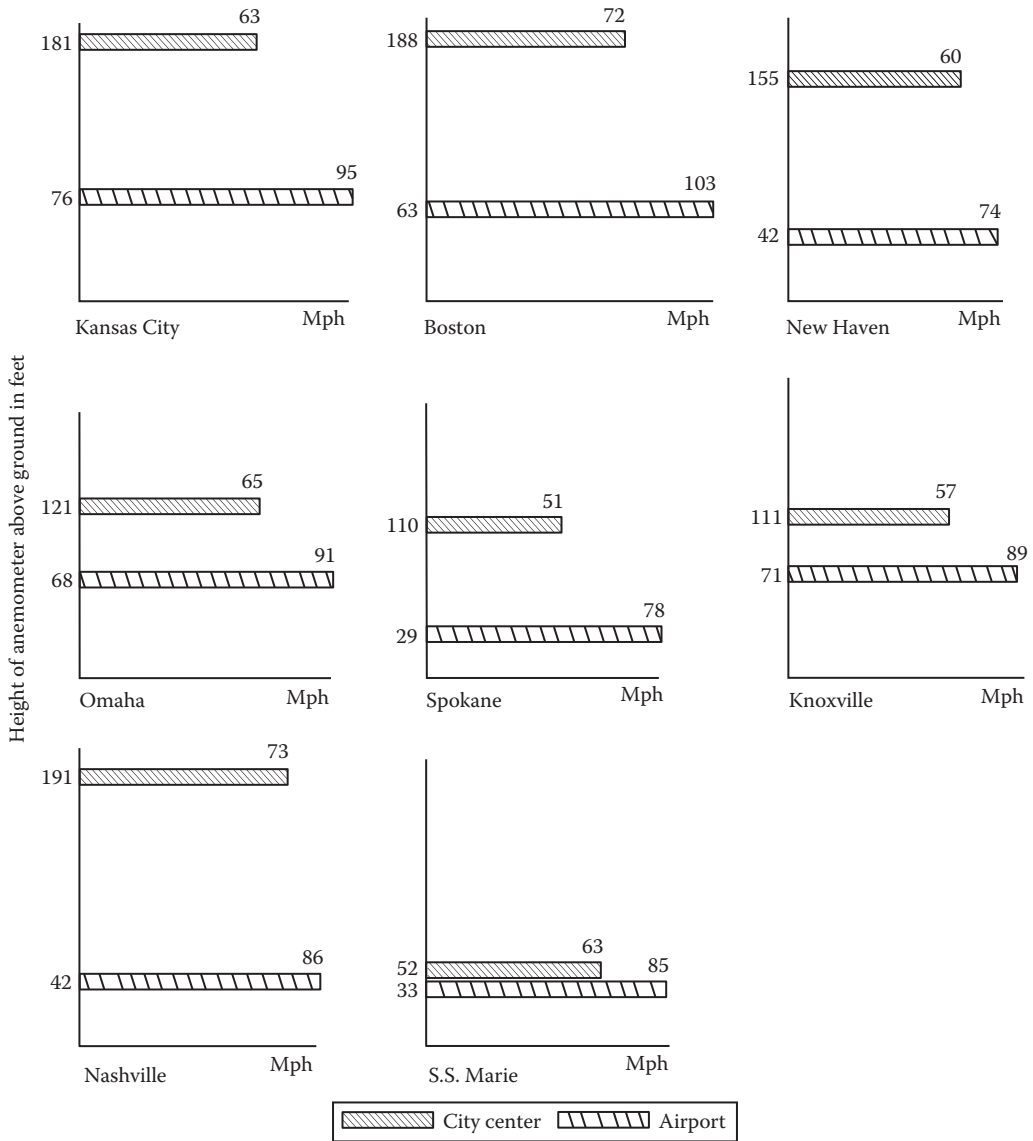 63
181
95
76
Kansas City
Mph
72
188
103
63
Boston
Mph
60
155
74
42
New Haven
Mph
Height of anemometer above ground in feet
65
121
91
68
Omaha
Mph
51
110
78
29
Spokane
Mph
57
111
89
71
Knoxville
Mph
73
191
86
42
Nashville
Mph
63
52
85
33
S.S. Marie
Mph
City center
Airport